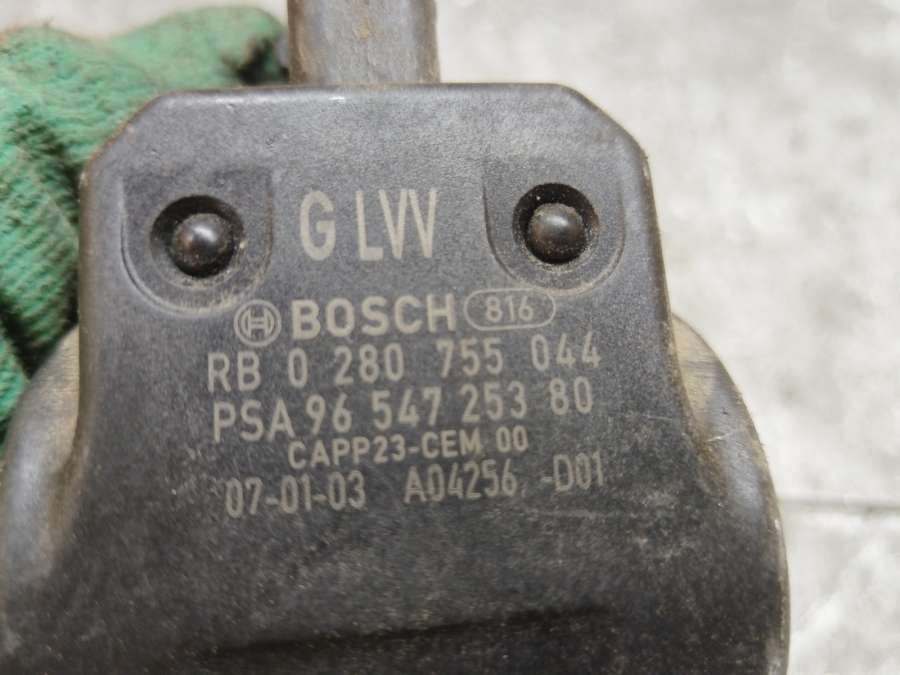 G LVV
BOSCH 816
RB 0 280 755 044
PSA 96 547 253 80
CAPP23-CEM 00
07-01-03 A04256 -D01